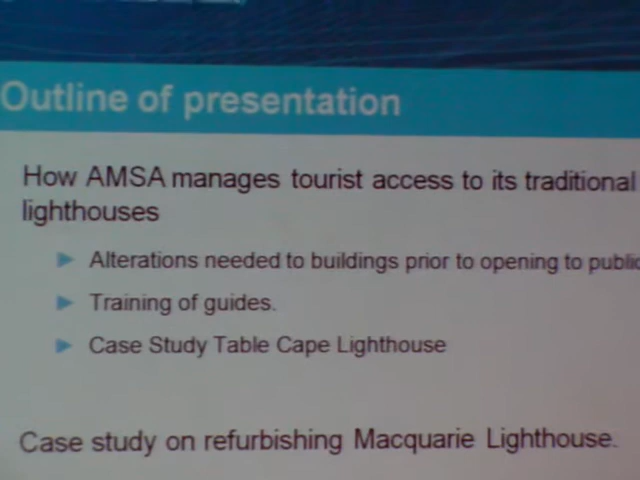 Outline of presentation
How AMSA manages tourist access to its traditional
lighthouses
Alterations needed to buildings prior to opening to public
Training of guides.
Case Study Table Cape Lighthouse
Case study on refurbishing Macquarie Lighthouse.